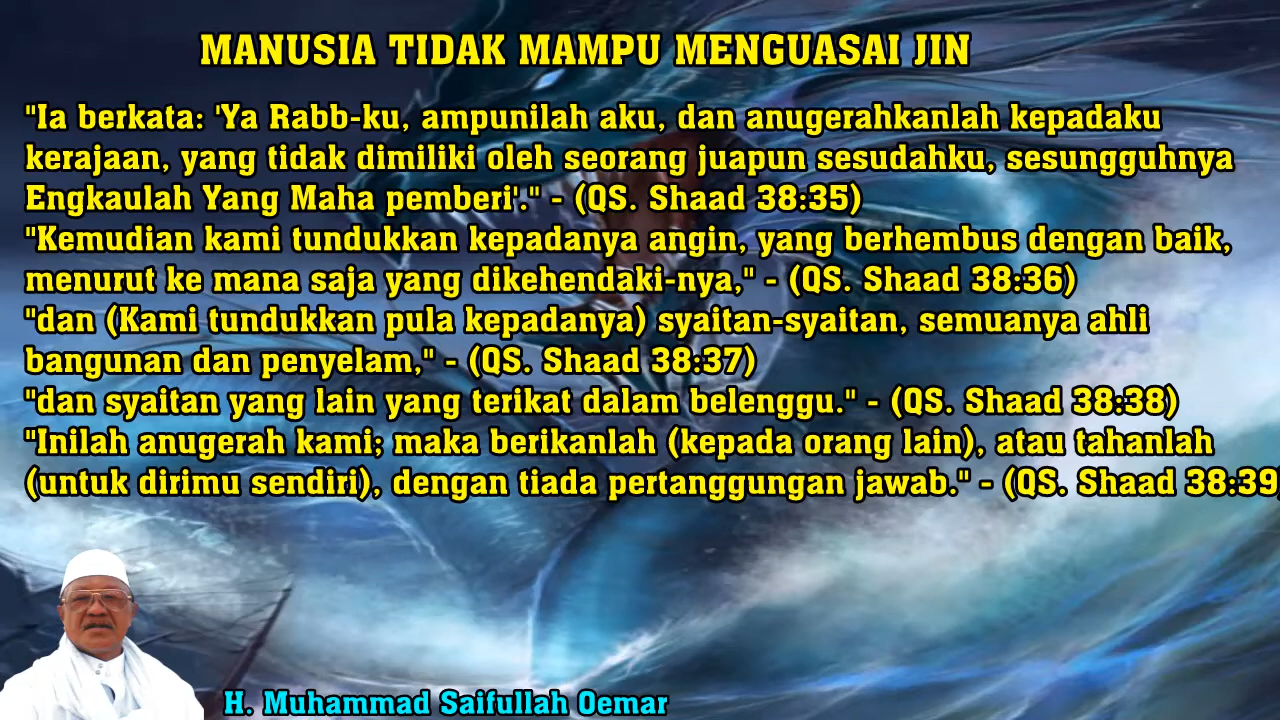 MANUSIA TIDAK MAMPU MENGUASAI JIN
"Ia berkata: 'Ya Rabb-ku, ampunilah aku, dan anugerahkanlah kepadaku
kerajaan, yang tidak dimiliki oleh seorang juapun sesudahku, sesungguhnya
Engkaulah Yang Maha pemberi'." - (QS. Shaad 38:35)
"Kemudian kami tundukkan kepadanya angin, yang berhembus dengan baik,
menurut ke mana saja yang dikehendaki-nya," - (QS. Shaad 38:36)
"dan (Kami tundukkan pula kepadanya) syaitan-syaitan, semuanya ahli
bangunan dan penyelam," - (QS. Shaad 38:37)
"dan syaitan yang lain yang terikat dalam belenggu." - (QS. Shaad 38:38)
"Inilah anugerah kami; maka berikanlah (kepada orang lain), atau tahanlah
(untuk dirimu sendiri), dengan tiada pertanggungan jawab." - (QS. Shaad 38:39
H. Muhammad Saifullah Oemar